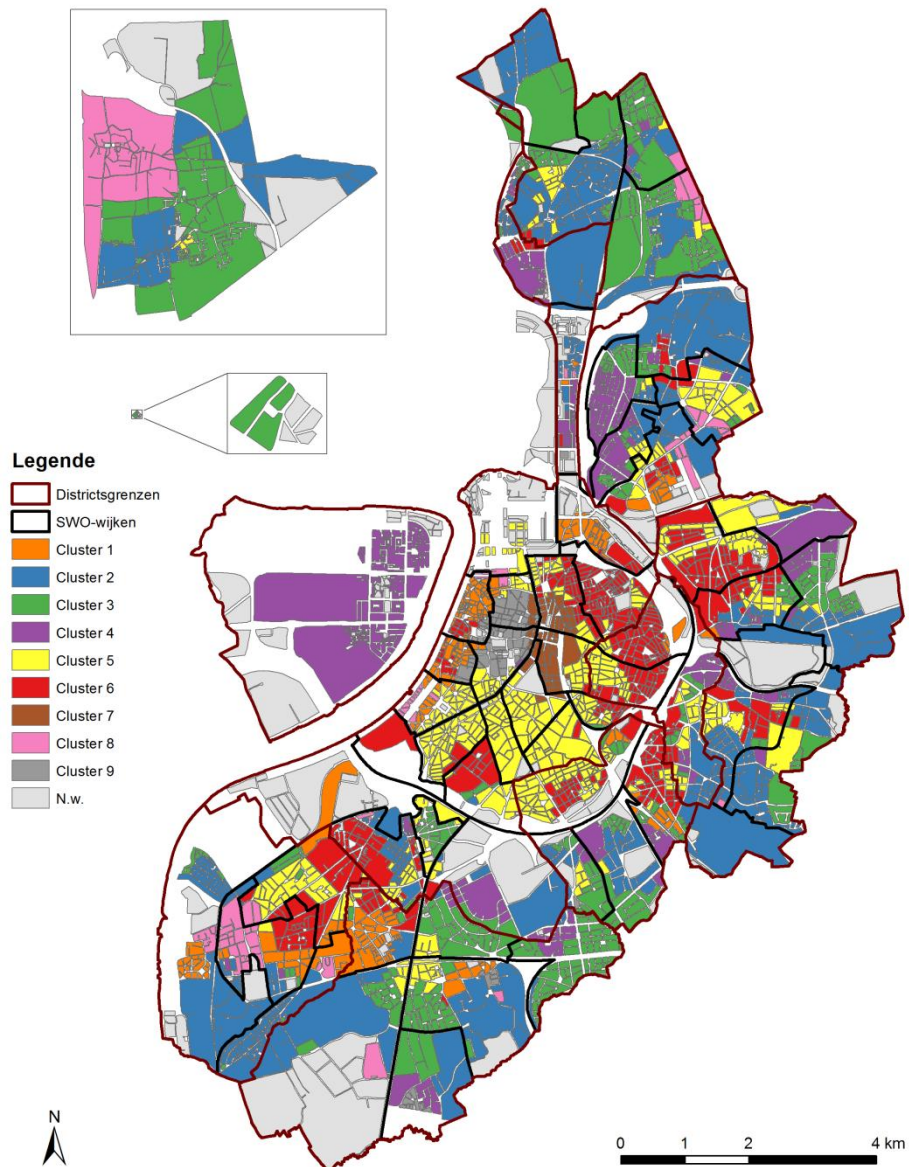 Legende
Districtsgrenzen
SWO-wijken
Cluster 1
Cluster 2
Cluster 3
Cluster 4
Cluster 5
Cluster 6
Cluster 7
Cluster 8
Cluster 9
N.w.
N
0 1 2 4 km